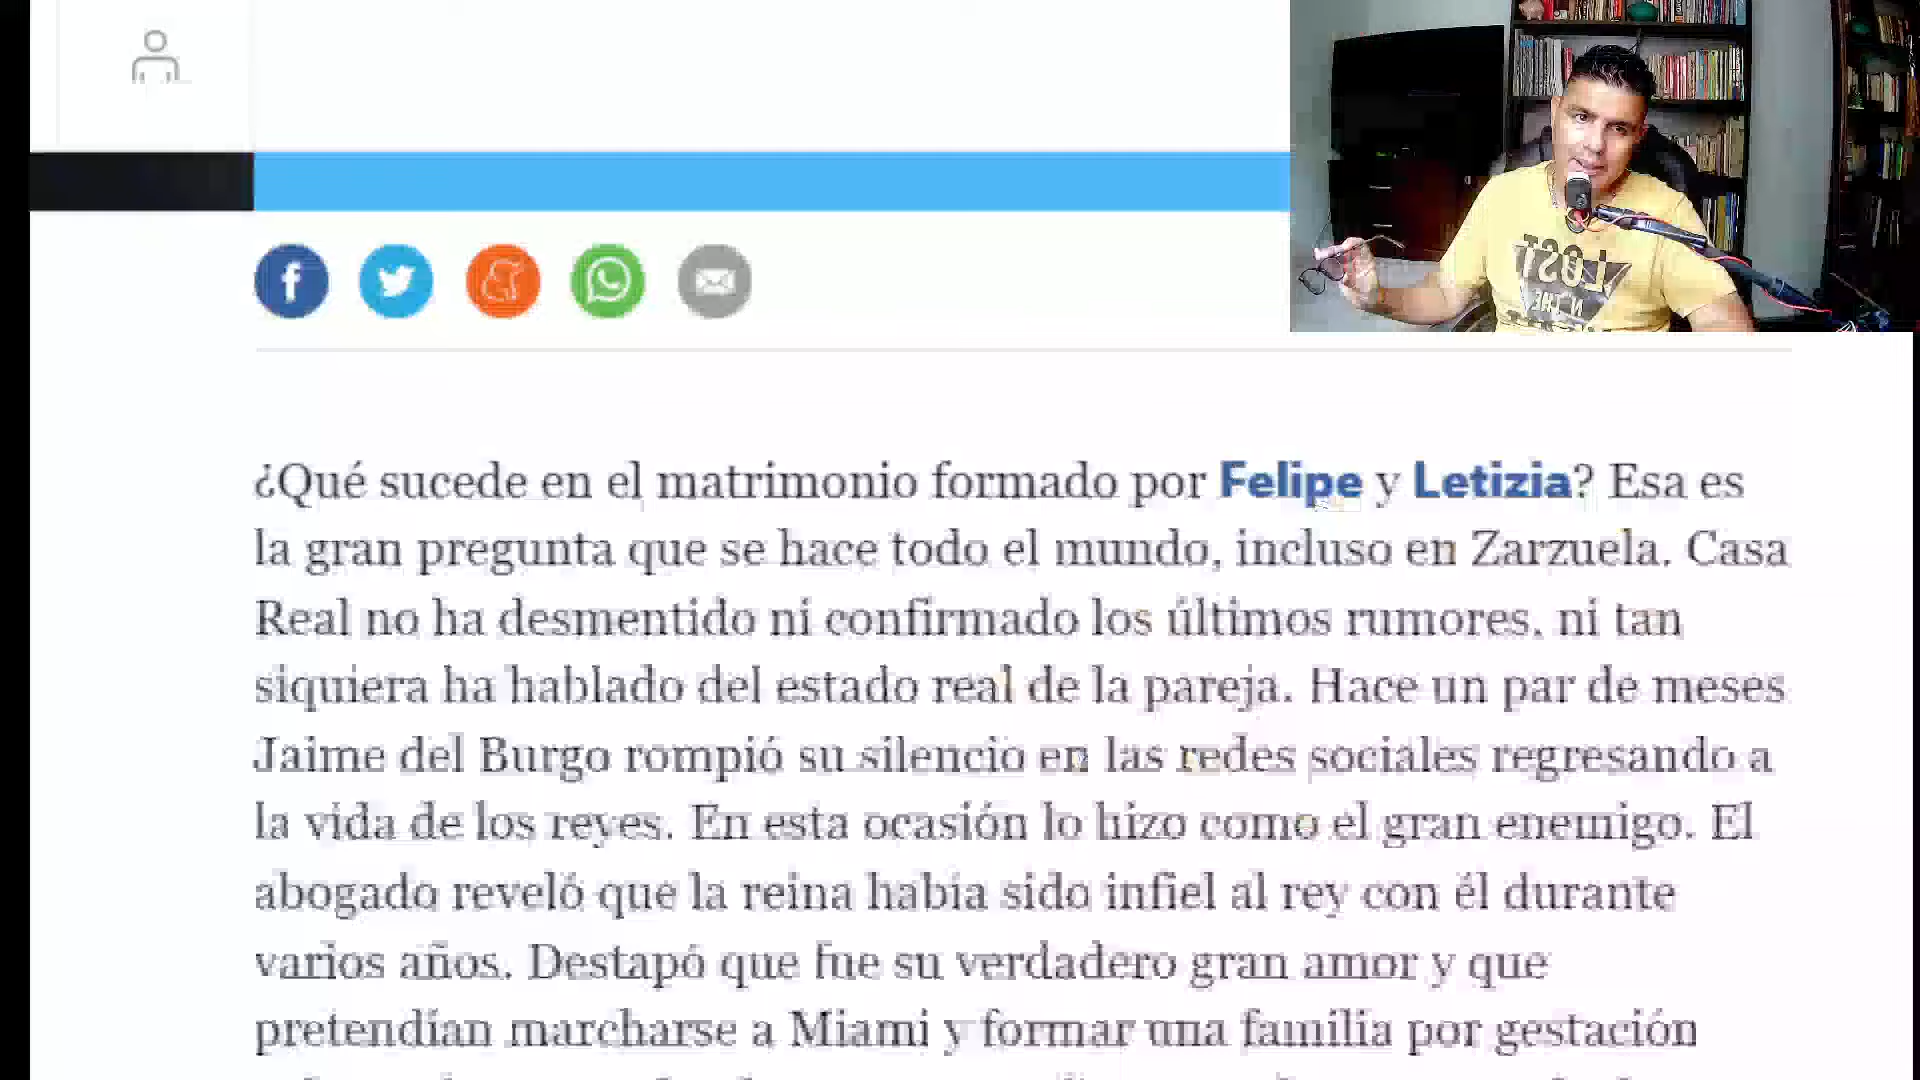 LOST
N THE
¿Qué sucede en el matrimonio formado por Felipe y Letizia? Esa es
la gran pregunta que se hace todo el mundo, incluso en Zarzuela. Casa
Real no ha desmentido ni confirmado los últimos rumores, ni tan
siquiera ha hablado del estado real de la pareja. Hace un par de meses
Jaime del Burgo rompió su silencio en las redes sociales regresando a
la vida de los reyes. En esta ocasión lo hizo como el gran enemigo. El
abogado reveló que la reina había sido infiel al rey con él durante
varios años. Destapó que fue su verdadero gran amor y que
pretendían marcharse a Miami y formar una familia por gestación